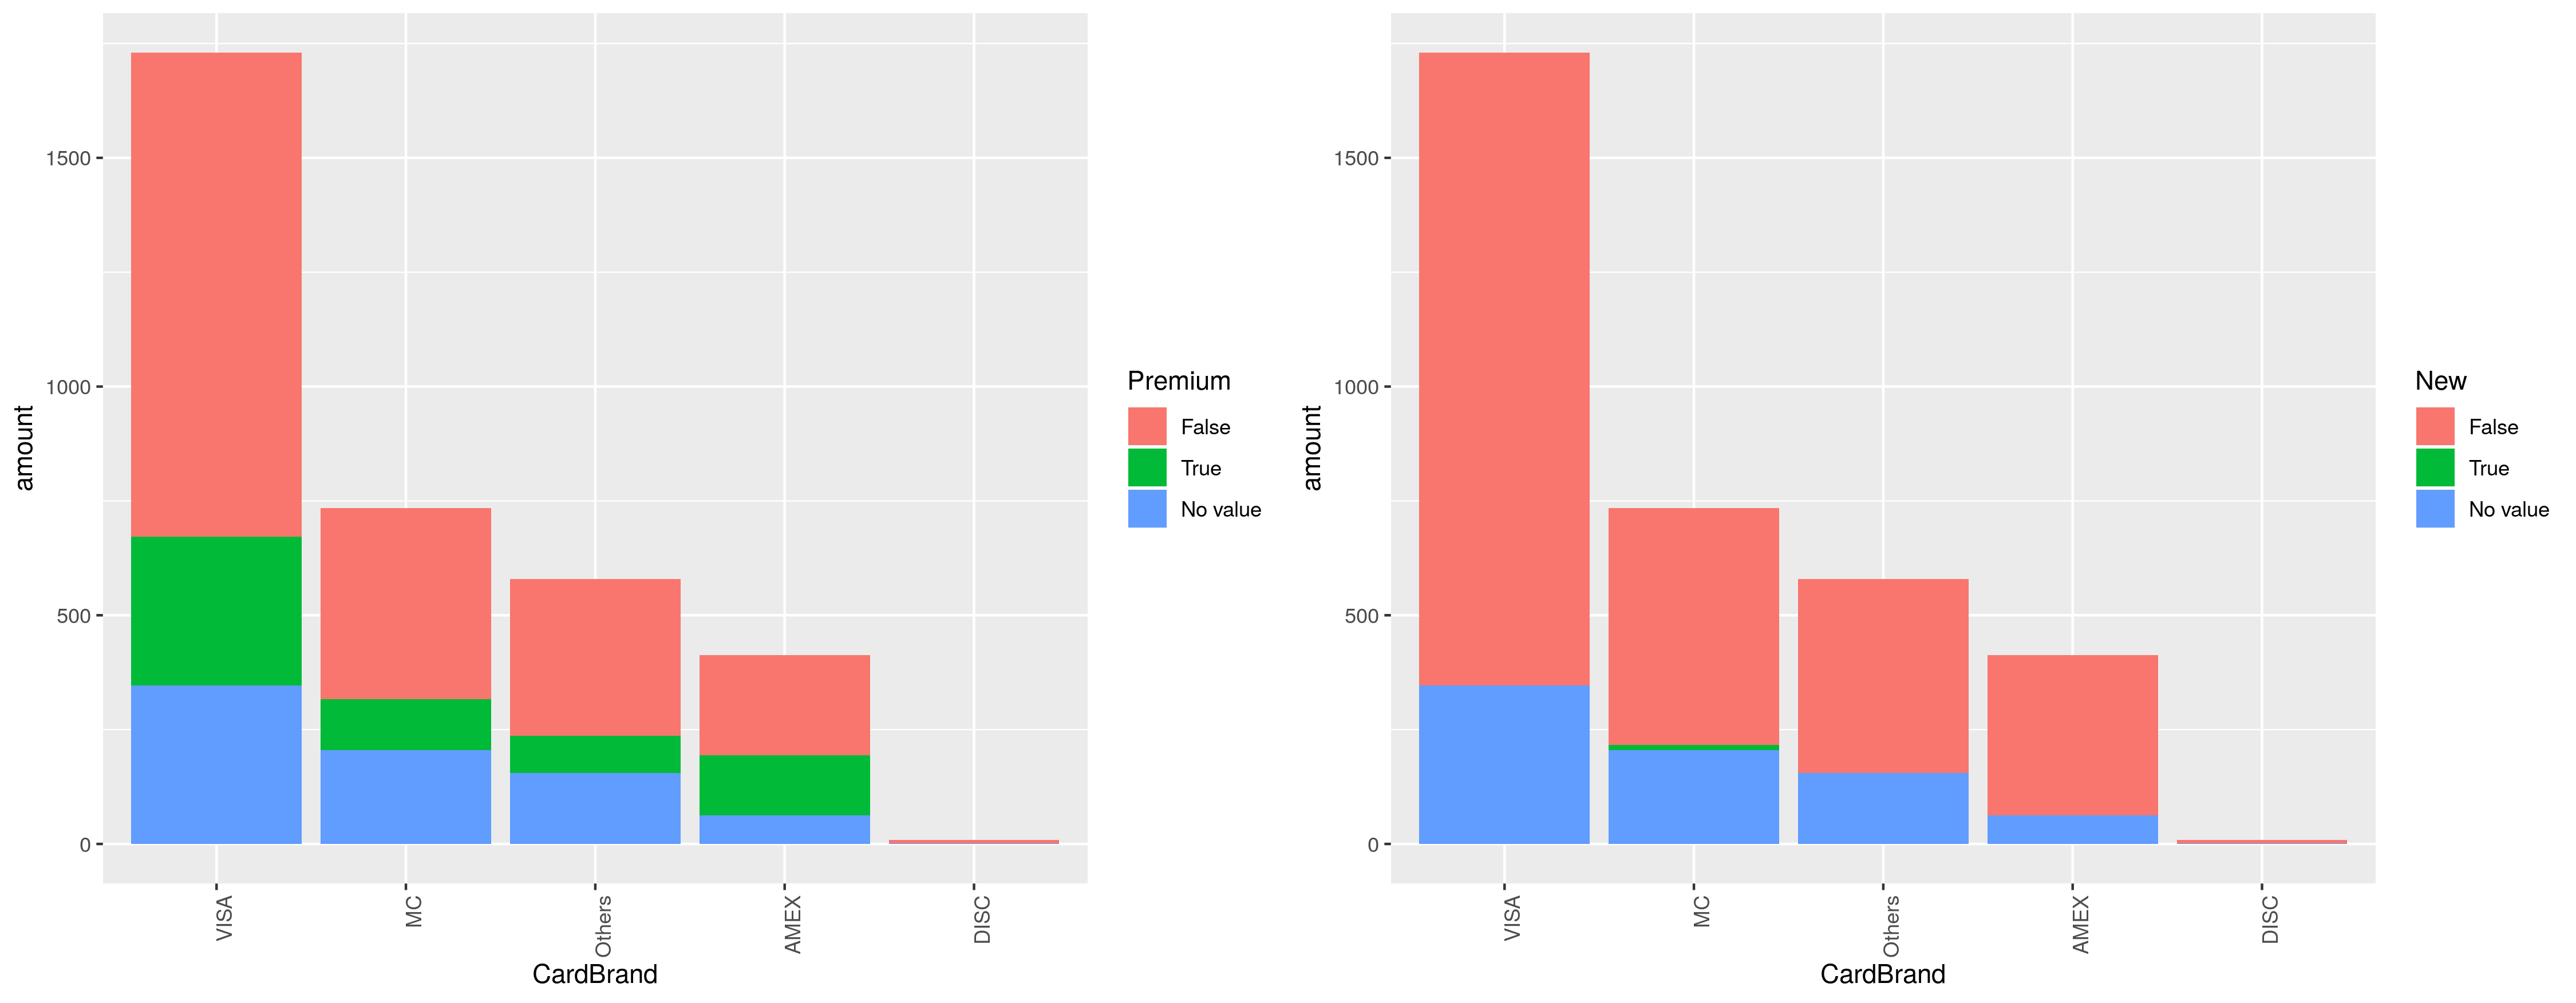 amount
1500
1000
500
0
VISA
MC
Others
AMEX
DISC
CardBrand
Premium
False
True
No value
amount
1500
1000
500
0
VISA
MC
Others
AMEX
DISC
CardBrand
New
False
True
No value